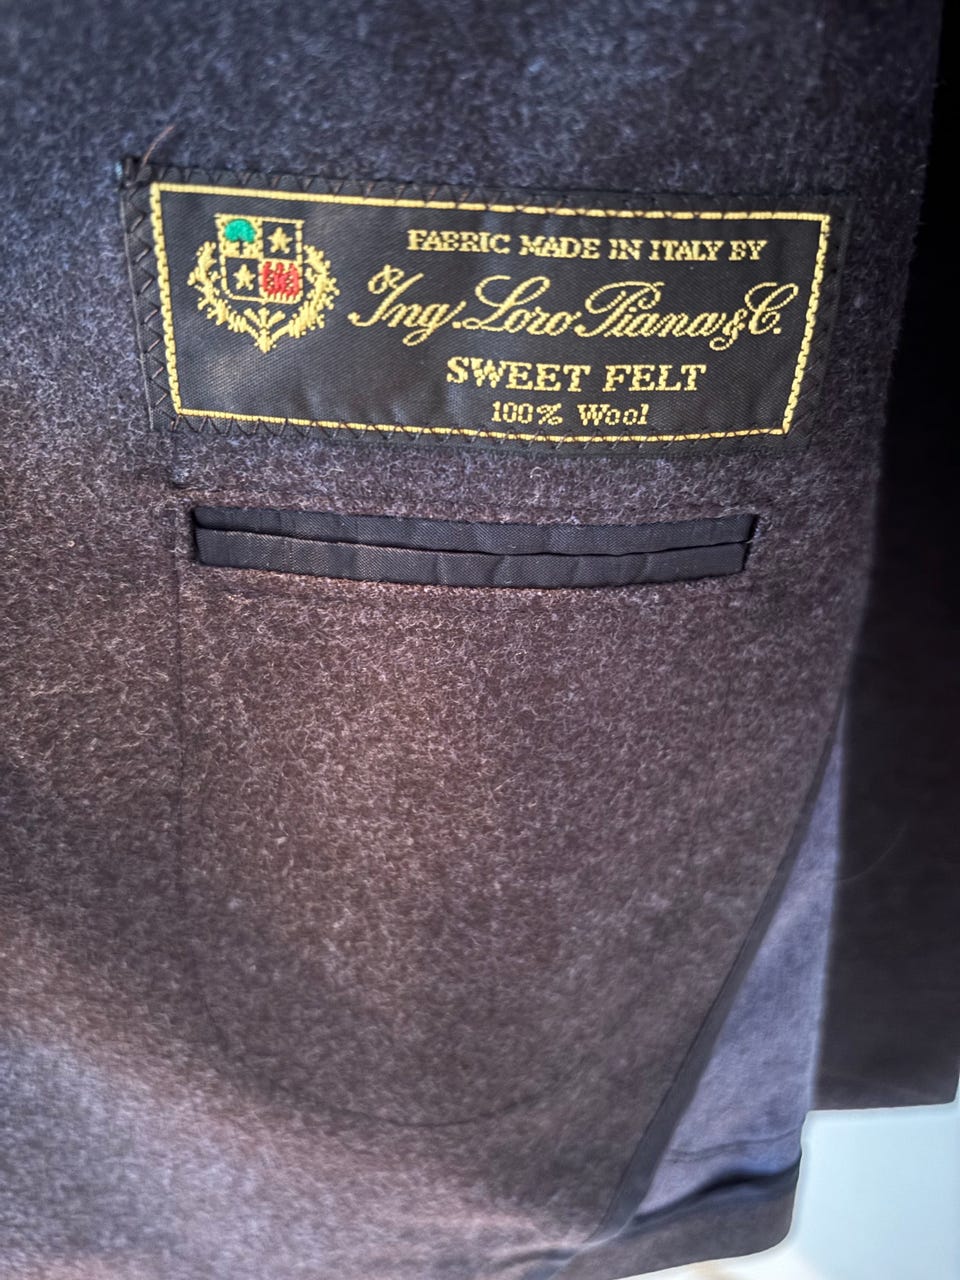 FABRIC MADE IN ITALY BY
Ing. Loro Piana & C.
SWEET FELT
100% Wool